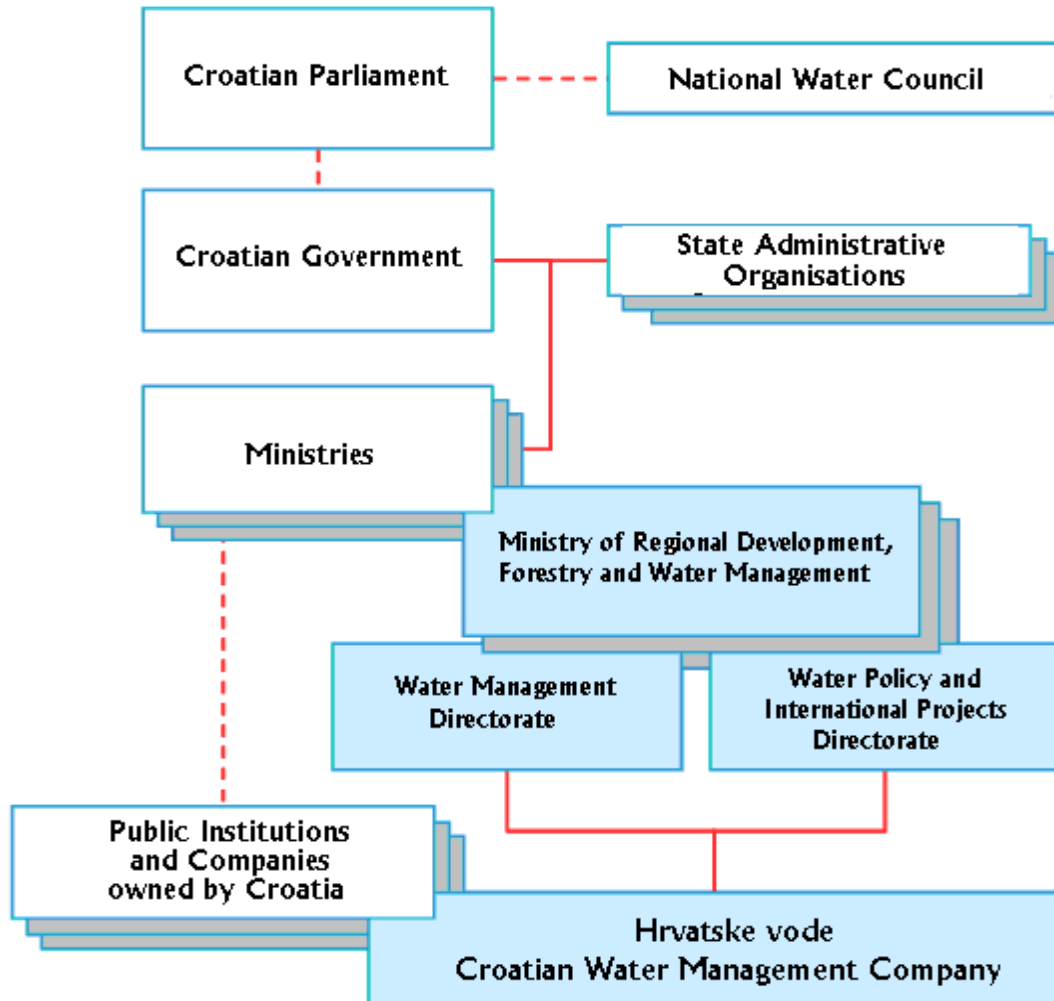 Croatian Parliament
National Water Council
Croatian Government
State Administrative
Organisations
Ministries
Ministry of Regional Development,
Forestry and Water Management
Water Management
Directorate
Water Policy and
International Projects
Directorate
Public Institutions
and Companies
owned by Croatia
Hrvatske vode
Croatian Water Management Company